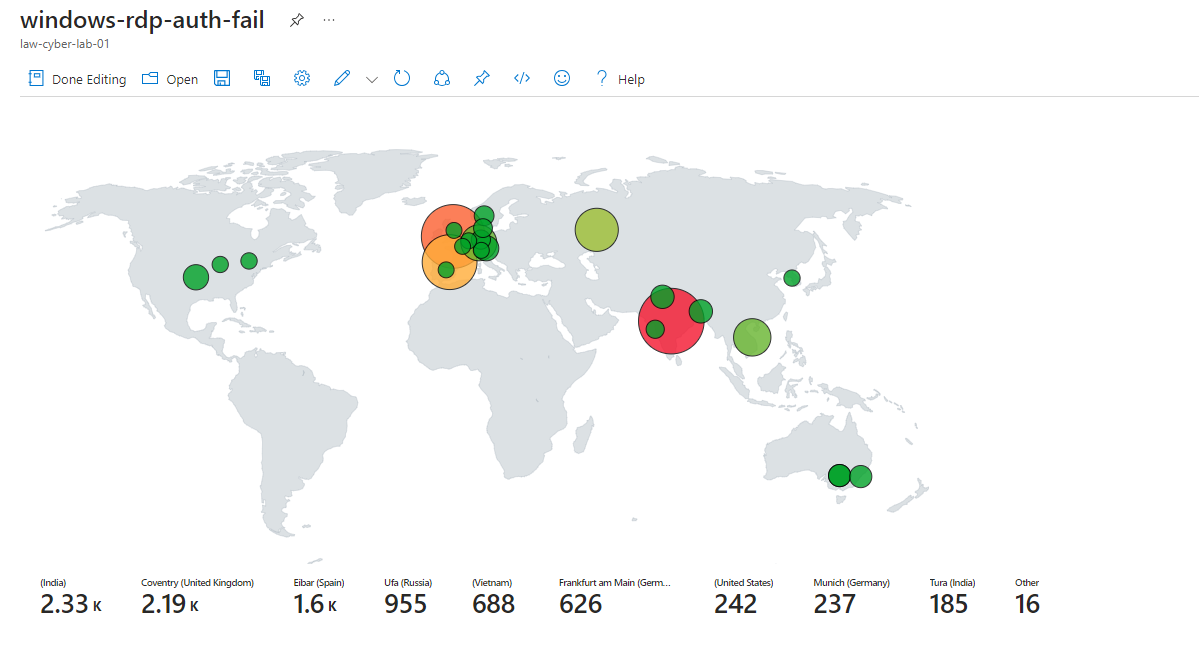 windows-rdp-auth-fail ...
law-cyber-lab-01
Done Editing Open </> ? Help
(India) Coventry (United Kingdom) Eibar (Spain) Ufa (Russia) (Vietnam) Frankfurt am Main (Germ... (United States) Munich (Germany) Tura (India) Other
2.33 K 2.19 K 1.6 K 955 688 626 242 237 185 16